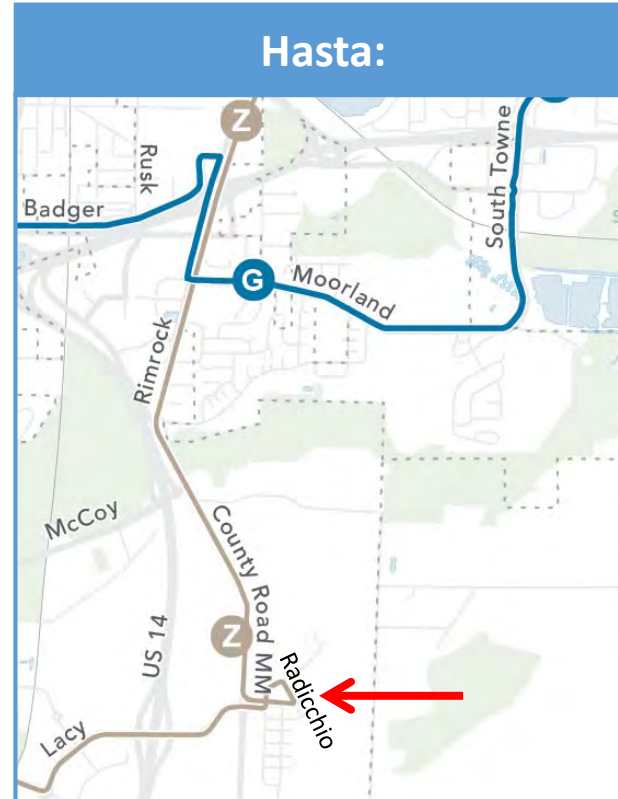 Hasta:
Z
Rusk
Badger
South Towne
G
Moorland
Rimrock
McCoy
County Road MM
US 14
Z
Radicchio
Lacy